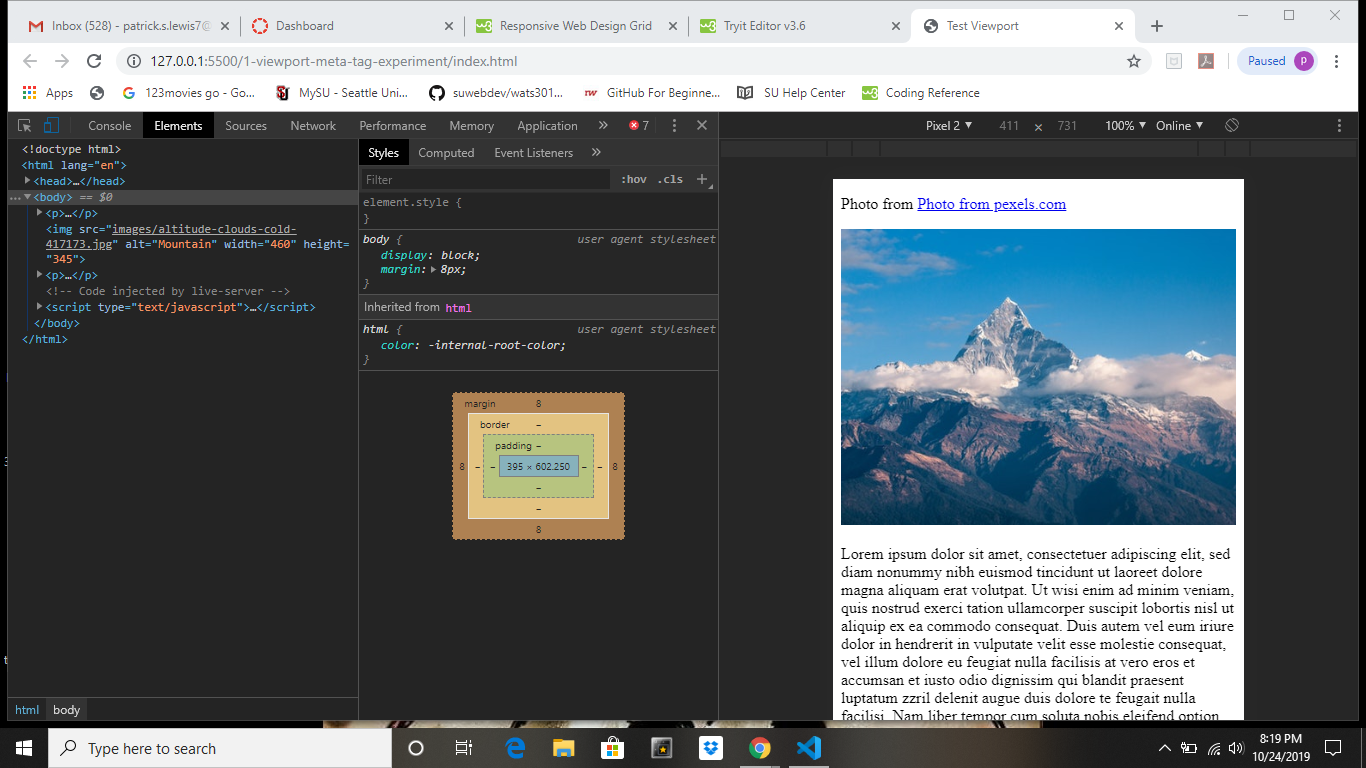 Inbox (528) - patrick.s.lewis7@ Dashboard Responsive Web Design Grid Tryit Editor v3.6 Test Viewport
127.0.0.1:5500/1-viewport-meta-tag-experiment/index.html Paused P
Apps 123movies go - Go... MySU - Seattle Uni... suwebdev/wats301... GitHub For Beginne... SU Help Center Coding Reference
Console Elements Sources Network Performance Memory Application » 7 Pixel 2 ▼ 411 × 731 100% ▼ Online ▼
<!doctype html>
<html lang="en">
<head>…</head>
<body> == $0
<p>…</p>
<img src="images/altitude-clouds-cold-
417173.jpg" alt="Mountain" width="460" height=
"345">
<p>…</p>
<!-- Code injected by live-server -->
<script type="text/javascript">…</script>
</body>
</html>
html body
Styles Computed Event Listeners »
Filter :hov .cls +
element.style {
}
body { user agent stylesheet
display: block;
margin: 8px;
}
Inherited from html
html { user agent stylesheet
color: -internal-root-color;
}
margin 8
border –
padding –
8 – – 395 × 602.250 – – 8
–
–
8
Photo from Photo from pexels.com
Lorem ipsum dolor sit amet, consectetuer adipiscing elit, sed
diam nonummy nibh euismod tincidunt ut laoreet dolore
magna aliquam erat volutpat. Ut wisi enim ad minim veniam,
quis nostrud exerci tation ullamcorper suscipit lobortis nisl ut
aliquip ex ea commodo consequat. Duis autem vel eum iriure
dolor in hendrerit in vulputate velit esse molestie consequat,
vel illum dolore eu feugiat nulla facilisis at vero eros et
accumsan et iusto odio dignissim qui blandit praesent
luptatum zzril delenit augue duis dolore te feugait nulla
facilisi. Nam liber tempor cum soluta nobis eleifend option
Type here to search
8:19 PM
10/24/2019